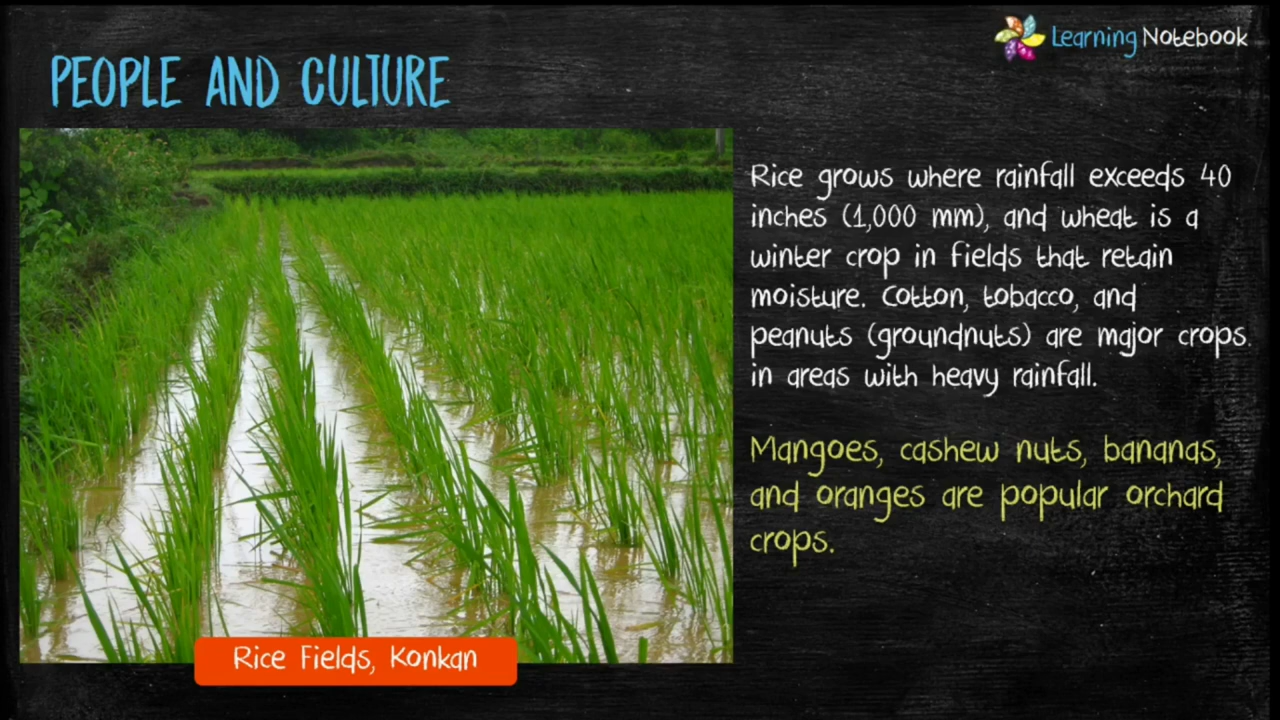 Learning Notebook
PEOPLE AND CULTURE
Rice grows where rainfall exceeds 40
inches (1,000 mm), and wheat is a
winter crop in fields that retain
moisture. Cotton, tobacco, and
peanuts (groundnuts) are major crops
in areas with heavy rainfall.
Mangoes, cashew nuts, bananas,
and oranges are popular orchard
crops.
Rice Fields, Konkan